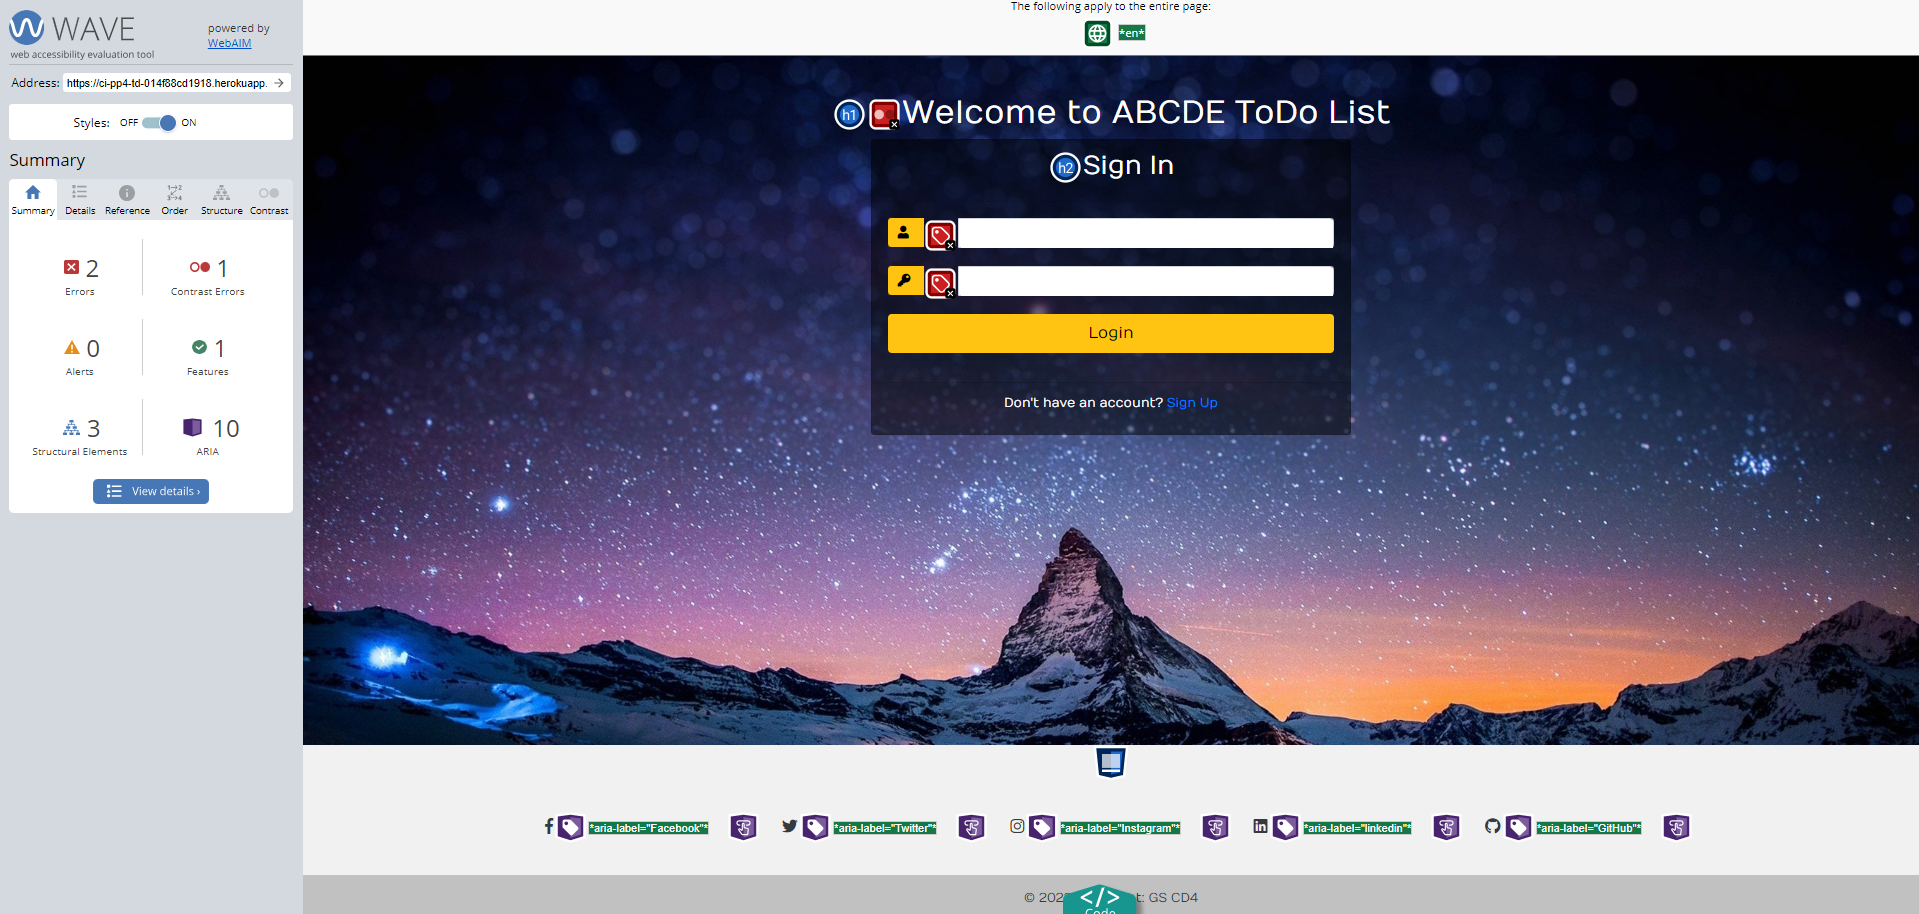 WAVE
web accessibility evaluation tool
powered by
WebAIM
Address: https://ci-pp4-td-014f88cd1918.herokuapp.
Styles: OFF ON
Summary
Summary Details Reference Order Structure Contrast
2
Errors
1
Contrast Errors
0
Alerts
1
Features
3
Structural Elements
10
ARIA
View details ›
The following apply to the entire page:
*en*
h1 Welcome to ABCDE ToDo List
h2 Sign In
Login
Don't have an account? Sign Up
*aria-label="Facebook"* *aria-label="Twitter"* *aria-label="Instagram"* *aria-label="linkedin"* *aria-label="GitHub"*
© GS CD4
</> Code